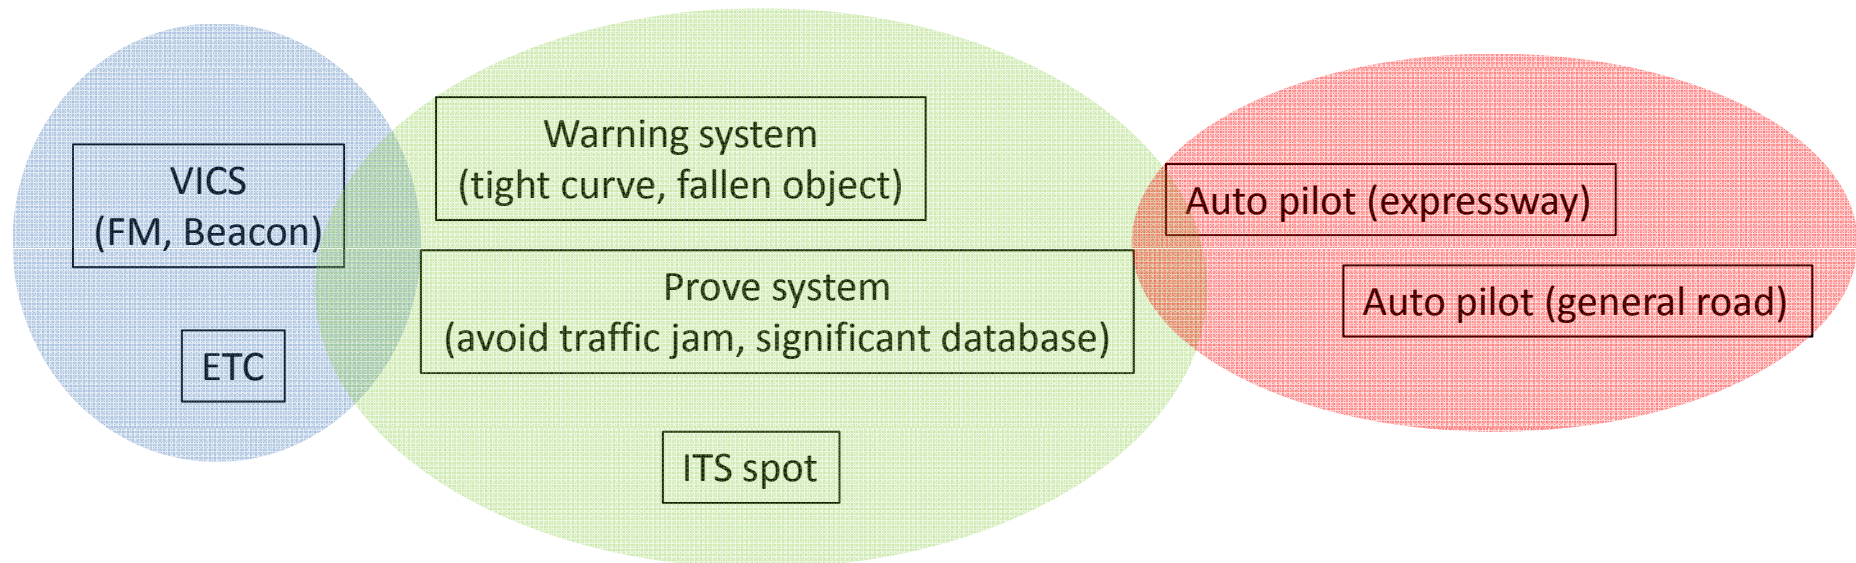 VICS
(FM, Beacon)
ETC
Warning system
(tight curve, fallen object)
Prove system
(avoid traffic jam, significant database)
ITS spot
Auto pilot (expressway)
Auto pilot (general road)